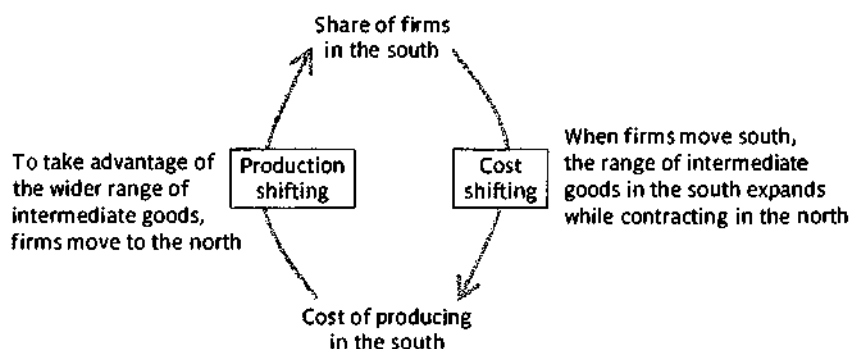 Share of firms
in the south
To take advantage of
the wider range of
intermediate goods,
firms move to the north
Production
shifting
Cost
shifting
When firms move south,
the range of intermediate
goods in the south expands
while contracting in the north
Cost of producing
in the south